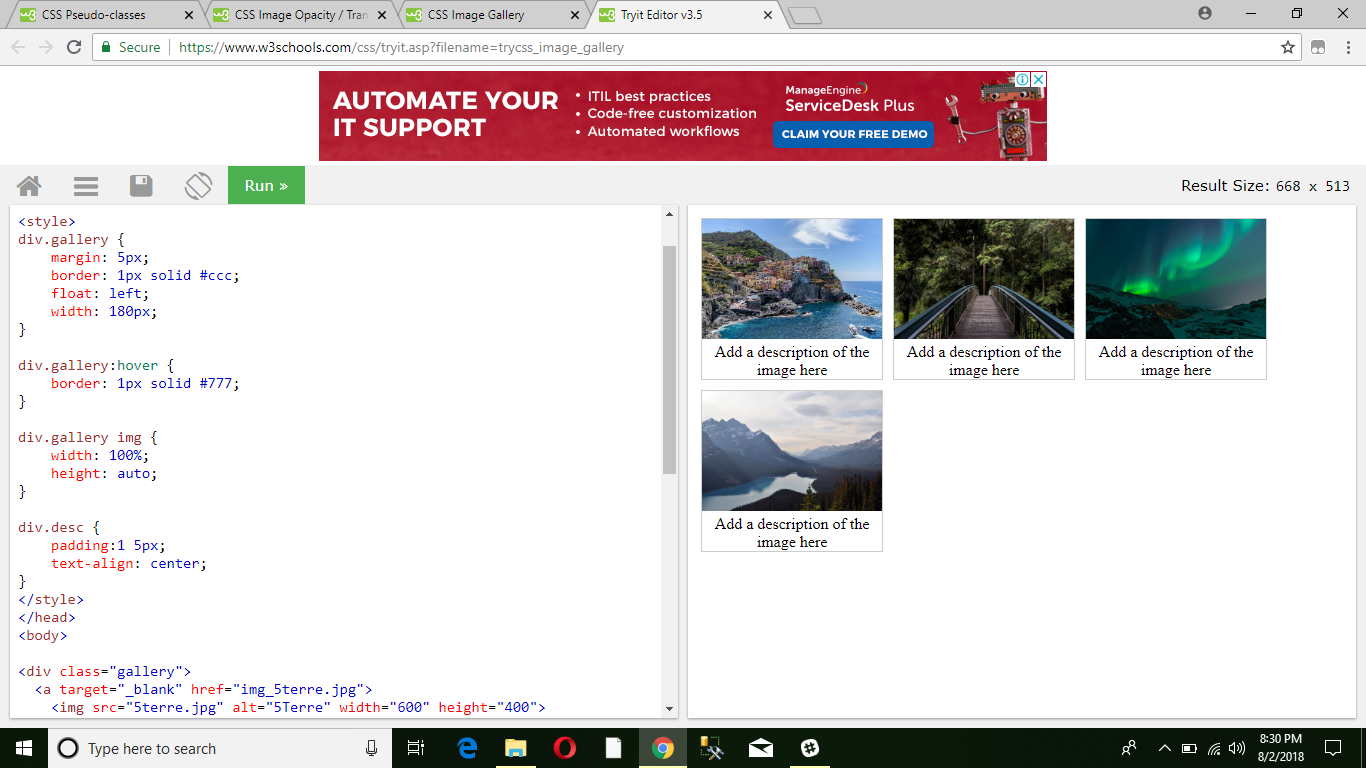 CSS Pseudo-classes
CSS Image Opacity / Tran
CSS Image Gallery
Tryit Editor v3.5
Secure
https://www.w3schools.com/css/tryit.asp?filename=trycss_image_gallery
AUTOMATE YOUR
IT SUPPORT
• ITIL best practices
• Code-free customization
• Automated workflows
ManageEngine
ServiceDesk Plus
CLAIM YOUR FREE DEMO
Run »
Result Size: 668 x 513
<style>
div.gallery {
    margin: 5px;
    border: 1px solid #ccc;
    float: left;
    width: 180px;
}
div.gallery:hover {
    border: 1px solid #777;
}
div.gallery img {
    width: 100%;
    height: auto;
}
div.desc {
    padding:1 5px;
    text-align: center;
}
</style>
</head>
<body>
<div class="gallery">
  <a target="_blank" href="img_5terre.jpg">
    <img src="5terre.jpg" alt="5Terre" width="600" height="400">
Add a description of the
image here
Add a description of the
image here
Add a description of the
image here
Add a description of the
image here
Type here to search
8:30 PM
8/2/2018